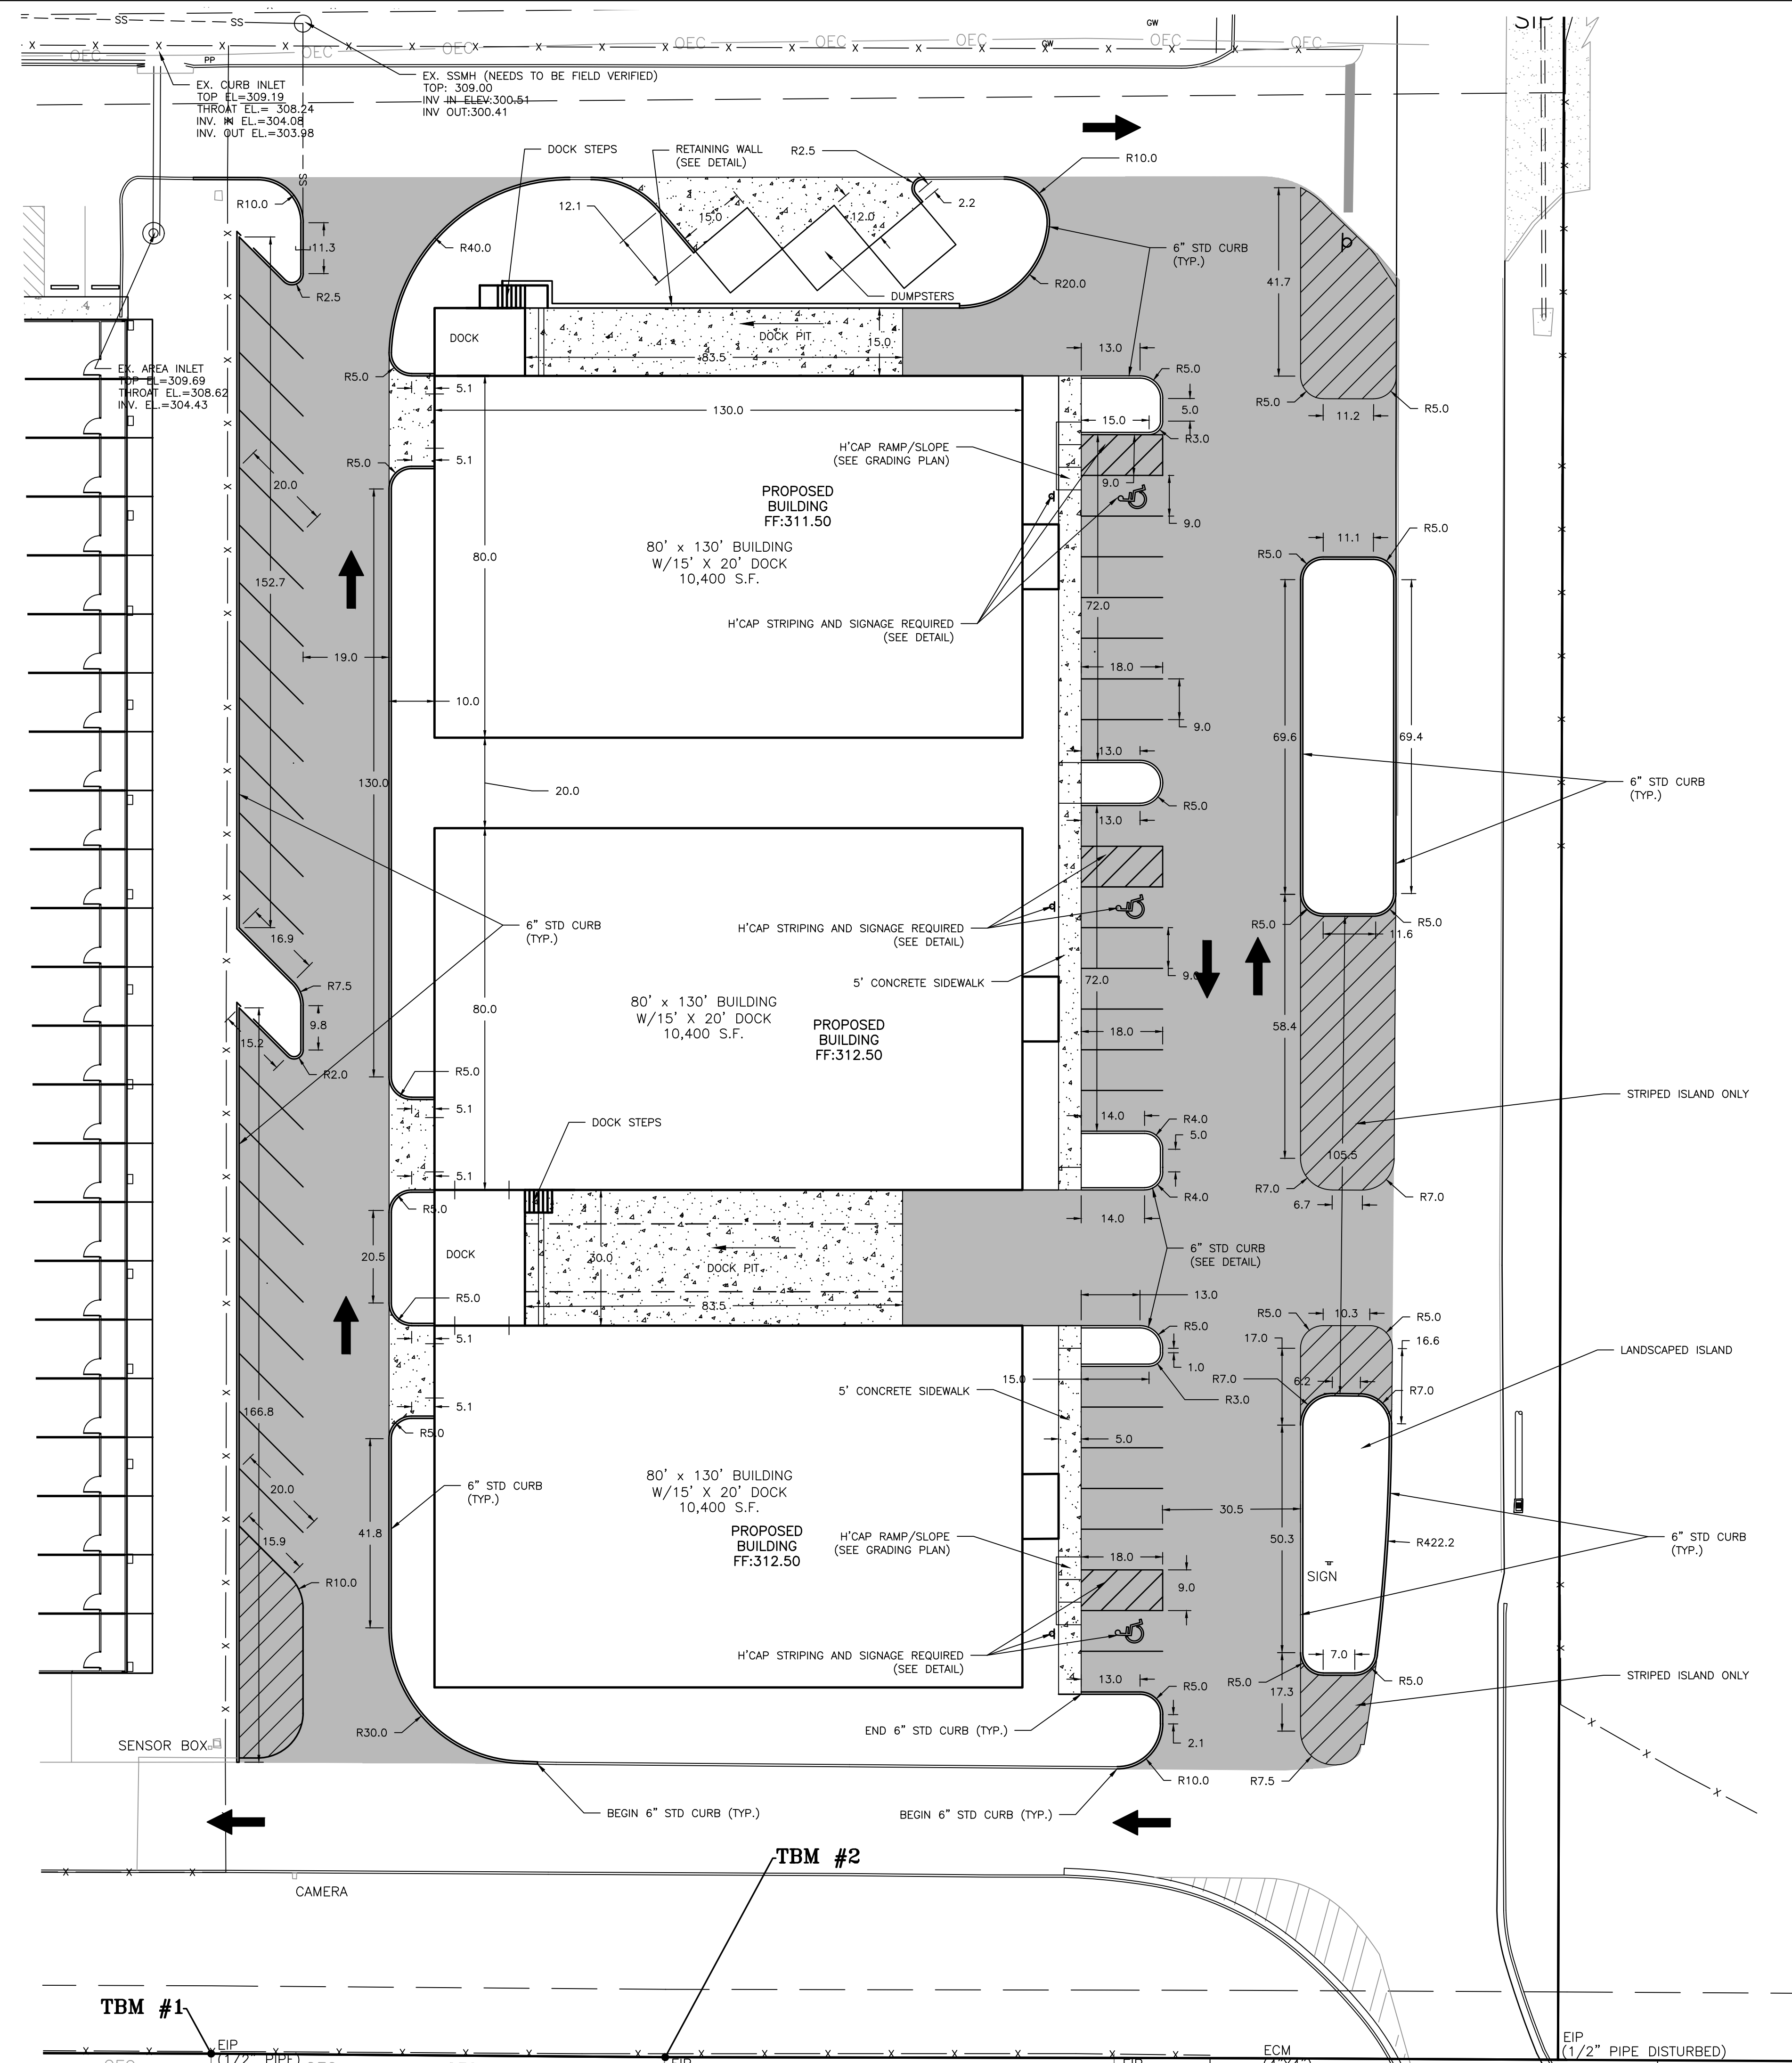 SS
SS
GW
SIP
OEC
OEC
OEC
OEC
OEC
OEC
GW
OEC
OEC
PP
EX. CURB INLET
TOP EL=309.19
THROAT EL.= 308.24
INV. IN EL.=304.08
INV. OUT EL.=303.98
EX. SSMH (NEEDS TO BE FIELD VERIFIED)
TOP: 309.00
INV IN ELEV:300.51
INV OUT:300.41
SS
DOCK STEPS
RETAINING WALL
(SEE DETAIL)
R2.5
R10.0
R10.0
12.1
15.0
12.0
2.2
11.3
R40.0
6" STD CURB
(TYP.)
R2.5
DUMPSTERS
R20.0
41.7
DOCK
DOCK PIT
15.0
83.5
13.0
EX. AREA INLET
TOP EL=309.69
THROAT EL.=308.62
INV. EL.=304.43
R5.0
5.1
130.0
R5.0
15.0
5.0
R3.0
R5.0
11.2
R5.0
H'CAP RAMP/SLOPE
(SEE GRADING PLAN)
R5.0
5.1
20.0
9.0
9.0
PROPOSED
BUILDING
FF:311.50
80' x 130' BUILDING
W/15' X 20' DOCK
10,400 S.F.
R5.0
11.1
R5.0
80.0
152.7
72.0
H'CAP STRIPING AND SIGNAGE REQUIRED
(SEE DETAIL)
19.0
18.0
10.0
9.0
69.6
69.4
13.0
130.0
20.0
6" STD CURB
(TYP.)
R5.0
13.0
6" STD CURB
(TYP.)
16.9
H'CAP STRIPING AND SIGNAGE REQUIRED
(SEE DETAIL)
R5.0
R5.0
11.6
R7.5
5' CONCRETE SIDEWALK
9.0
72.0
80' x 130' BUILDING
W/15' X 20' DOCK
10,400 S.F.
PROPOSED
BUILDING
FF:312.50
80.0
9.8
15.2
18.0
58.4
R2.0
R5.0
5.1
DOCK STEPS
14.0
R4.0
5.0
STRIPED ISLAND ONLY
105.5
5.1
R5.0
R4.0
14.0
R7.0
6.7
R7.0
20.5
DOCK
30.0
DOCK PIT
83.5
6" STD CURB
(SEE DETAIL)
R5.0
13.0
5.1
R5.0
1.0
R5.0
10.3
R5.0
17.0
16.6
LANDSCAPED ISLAND
15.0
R3.0
R7.0
6.2
R7.0
5' CONCRETE SIDEWALK
166.8
5.1
R5.0
5.0
80' x 130' BUILDING
W/15' X 20' DOCK
10,400 S.F.
PROPOSED
BUILDING
FF:312.50
6" STD CURB
(TYP.)
20.0
30.5
41.8
15.9
H'CAP RAMP/SLOPE
(SEE GRADING PLAN)
50.3
R422.2
6" STD CURB
(TYP.)
18.0
9.0
SIGN
R10.0
H'CAP STRIPING AND SIGNAGE REQUIRED
(SEE DETAIL)
7.0
13.0
R5.0
R5.0
17.3
R5.0
STRIPED ISLAND ONLY
R30.0
END 6" STD CURB (TYP.)
2.1
SENSOR BOX
R10.0
R7.5
BEGIN 6" STD CURB (TYP.)
BEGIN 6" STD CURB (TYP.)
TBM #2
CAMERA
TBM #1
EIP
(1/2" PIPE)
ECM
EIP
(1/2" PIPE DISTURBED)